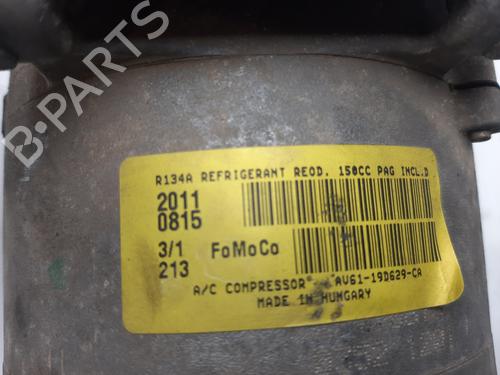 R134A REFRIGERANT REQD. 150CC PAG INCL.D
2011
0815
3/1 FoMoCo
213
A/C COMPRESSOR AV61-19D629-CA
MADE IN HUNGARY
B-PARTS